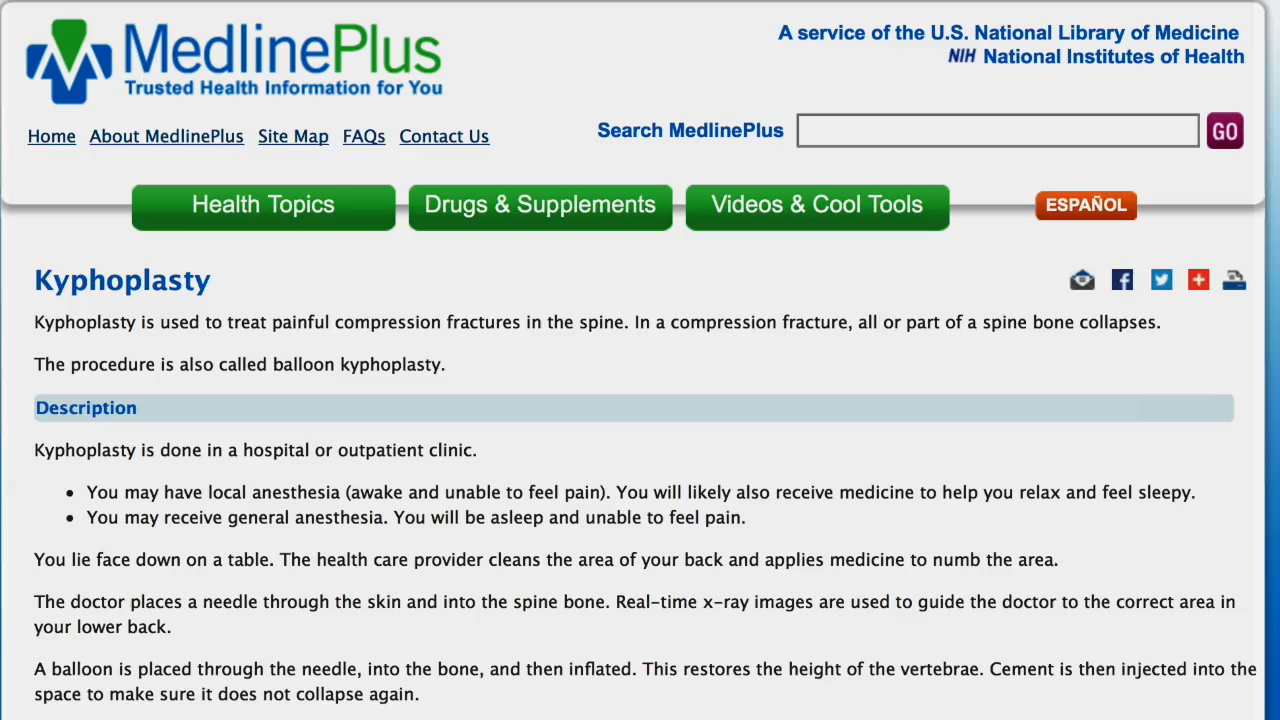 MedlinePlus
Trusted Health Information for You
A service of the U.S. National Library of Medicine
NIH National Institutes of Health
Home About MedlinePlus Site Map FAQs Contact Us
Search MedlinePlus GO
Health Topics Drugs & Supplements Videos & Cool Tools ESPAÑOL
Kyphoplasty
Kyphoplasty is used to treat painful compression fractures in the spine. In a compression fracture, all or part of a spine bone collapses.
The procedure is also called balloon kyphoplasty.
Description
Kyphoplasty is done in a hospital or outpatient clinic.
• You may have local anesthesia (awake and unable to feel pain). You will likely also receive medicine to help you relax and feel sleepy.
• You may receive general anesthesia. You will be asleep and unable to feel pain.
You lie face down on a table. The health care provider cleans the area of your back and applies medicine to numb the area.
The doctor places a needle through the skin and into the spine bone. Real-time x-ray images are used to guide the doctor to the correct area in
your lower back.
A balloon is placed through the needle, into the bone, and then inflated. This restores the height of the vertebrae. Cement is then injected into the
space to make sure it does not collapse again.